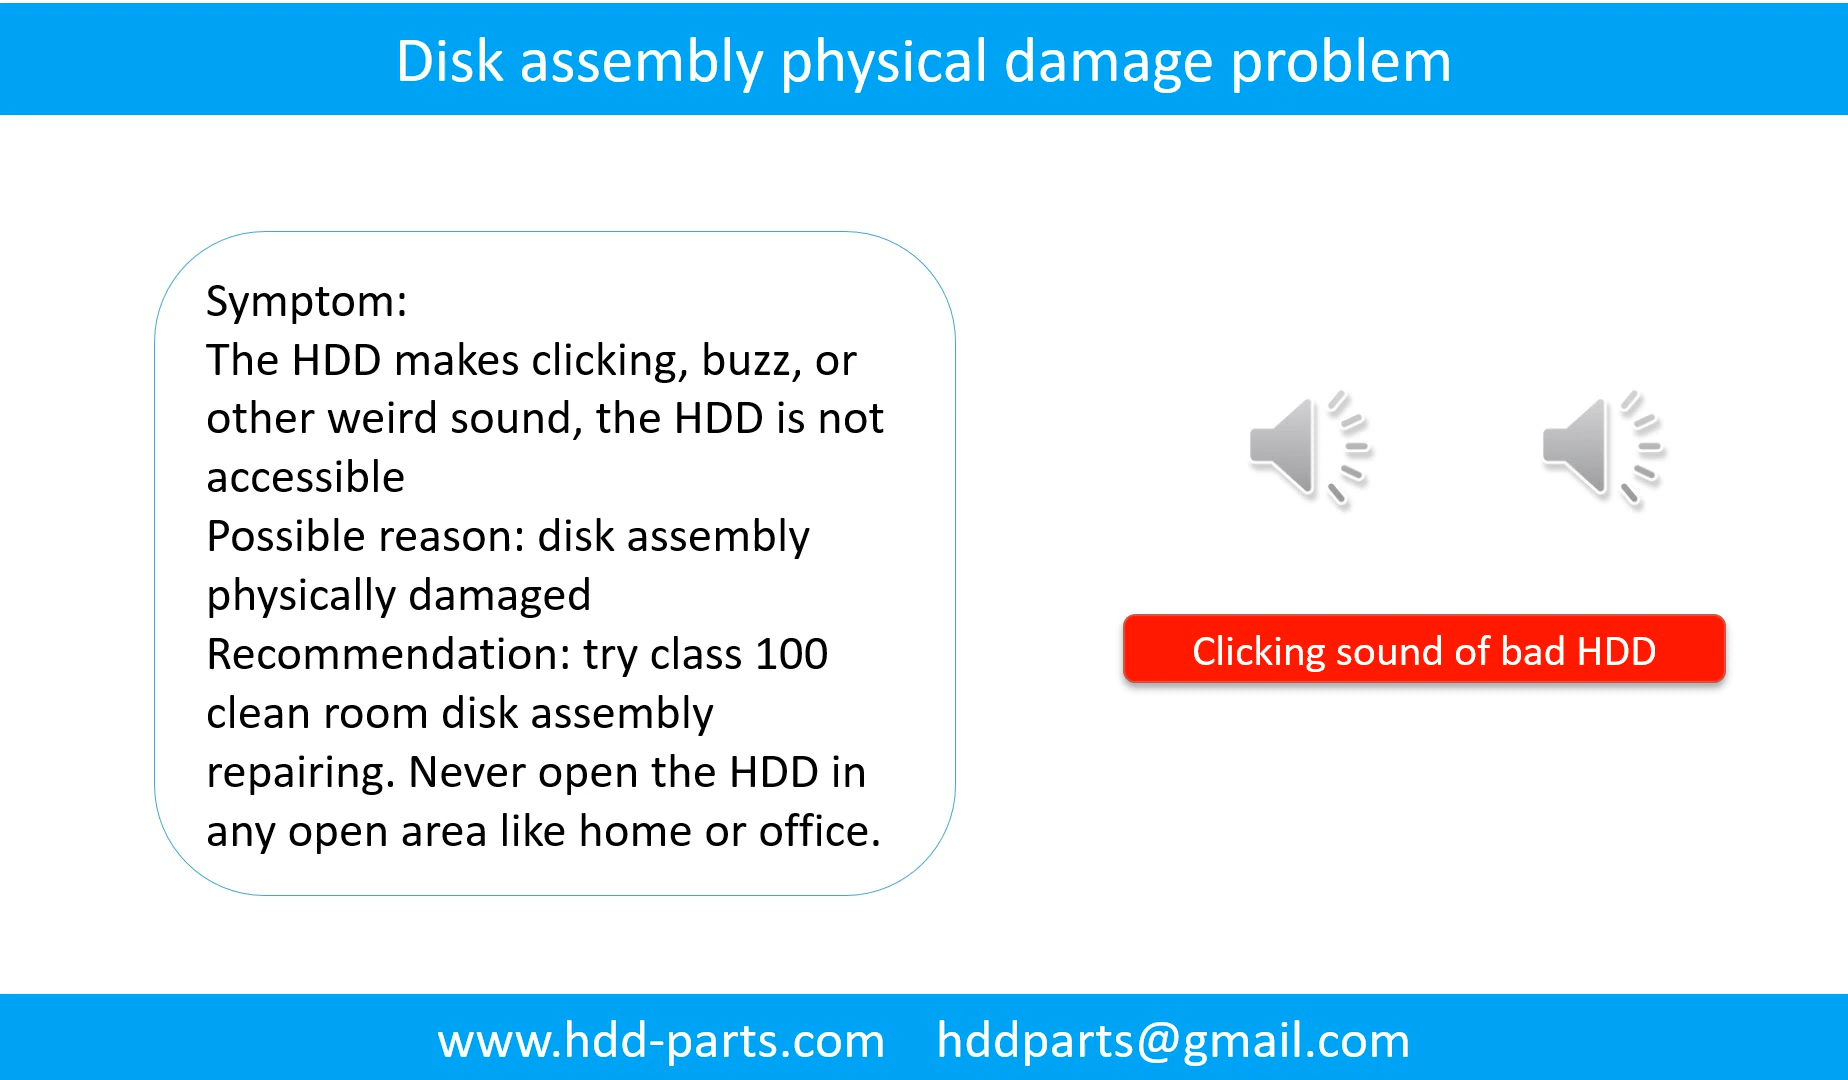 Disk assembly physical damage problem
Symptom:
The HDD makes clicking, buzz, or
other weird sound, the HDD is not
accessible
Possible reason: disk assembly
physically damaged
Recommendation: try class 100
clean room disk assembly
repairing. Never open the HDD in
any open area like home or office.
Clicking sound of bad HDD
www.hdd-parts.com    hddparts@gmail.com